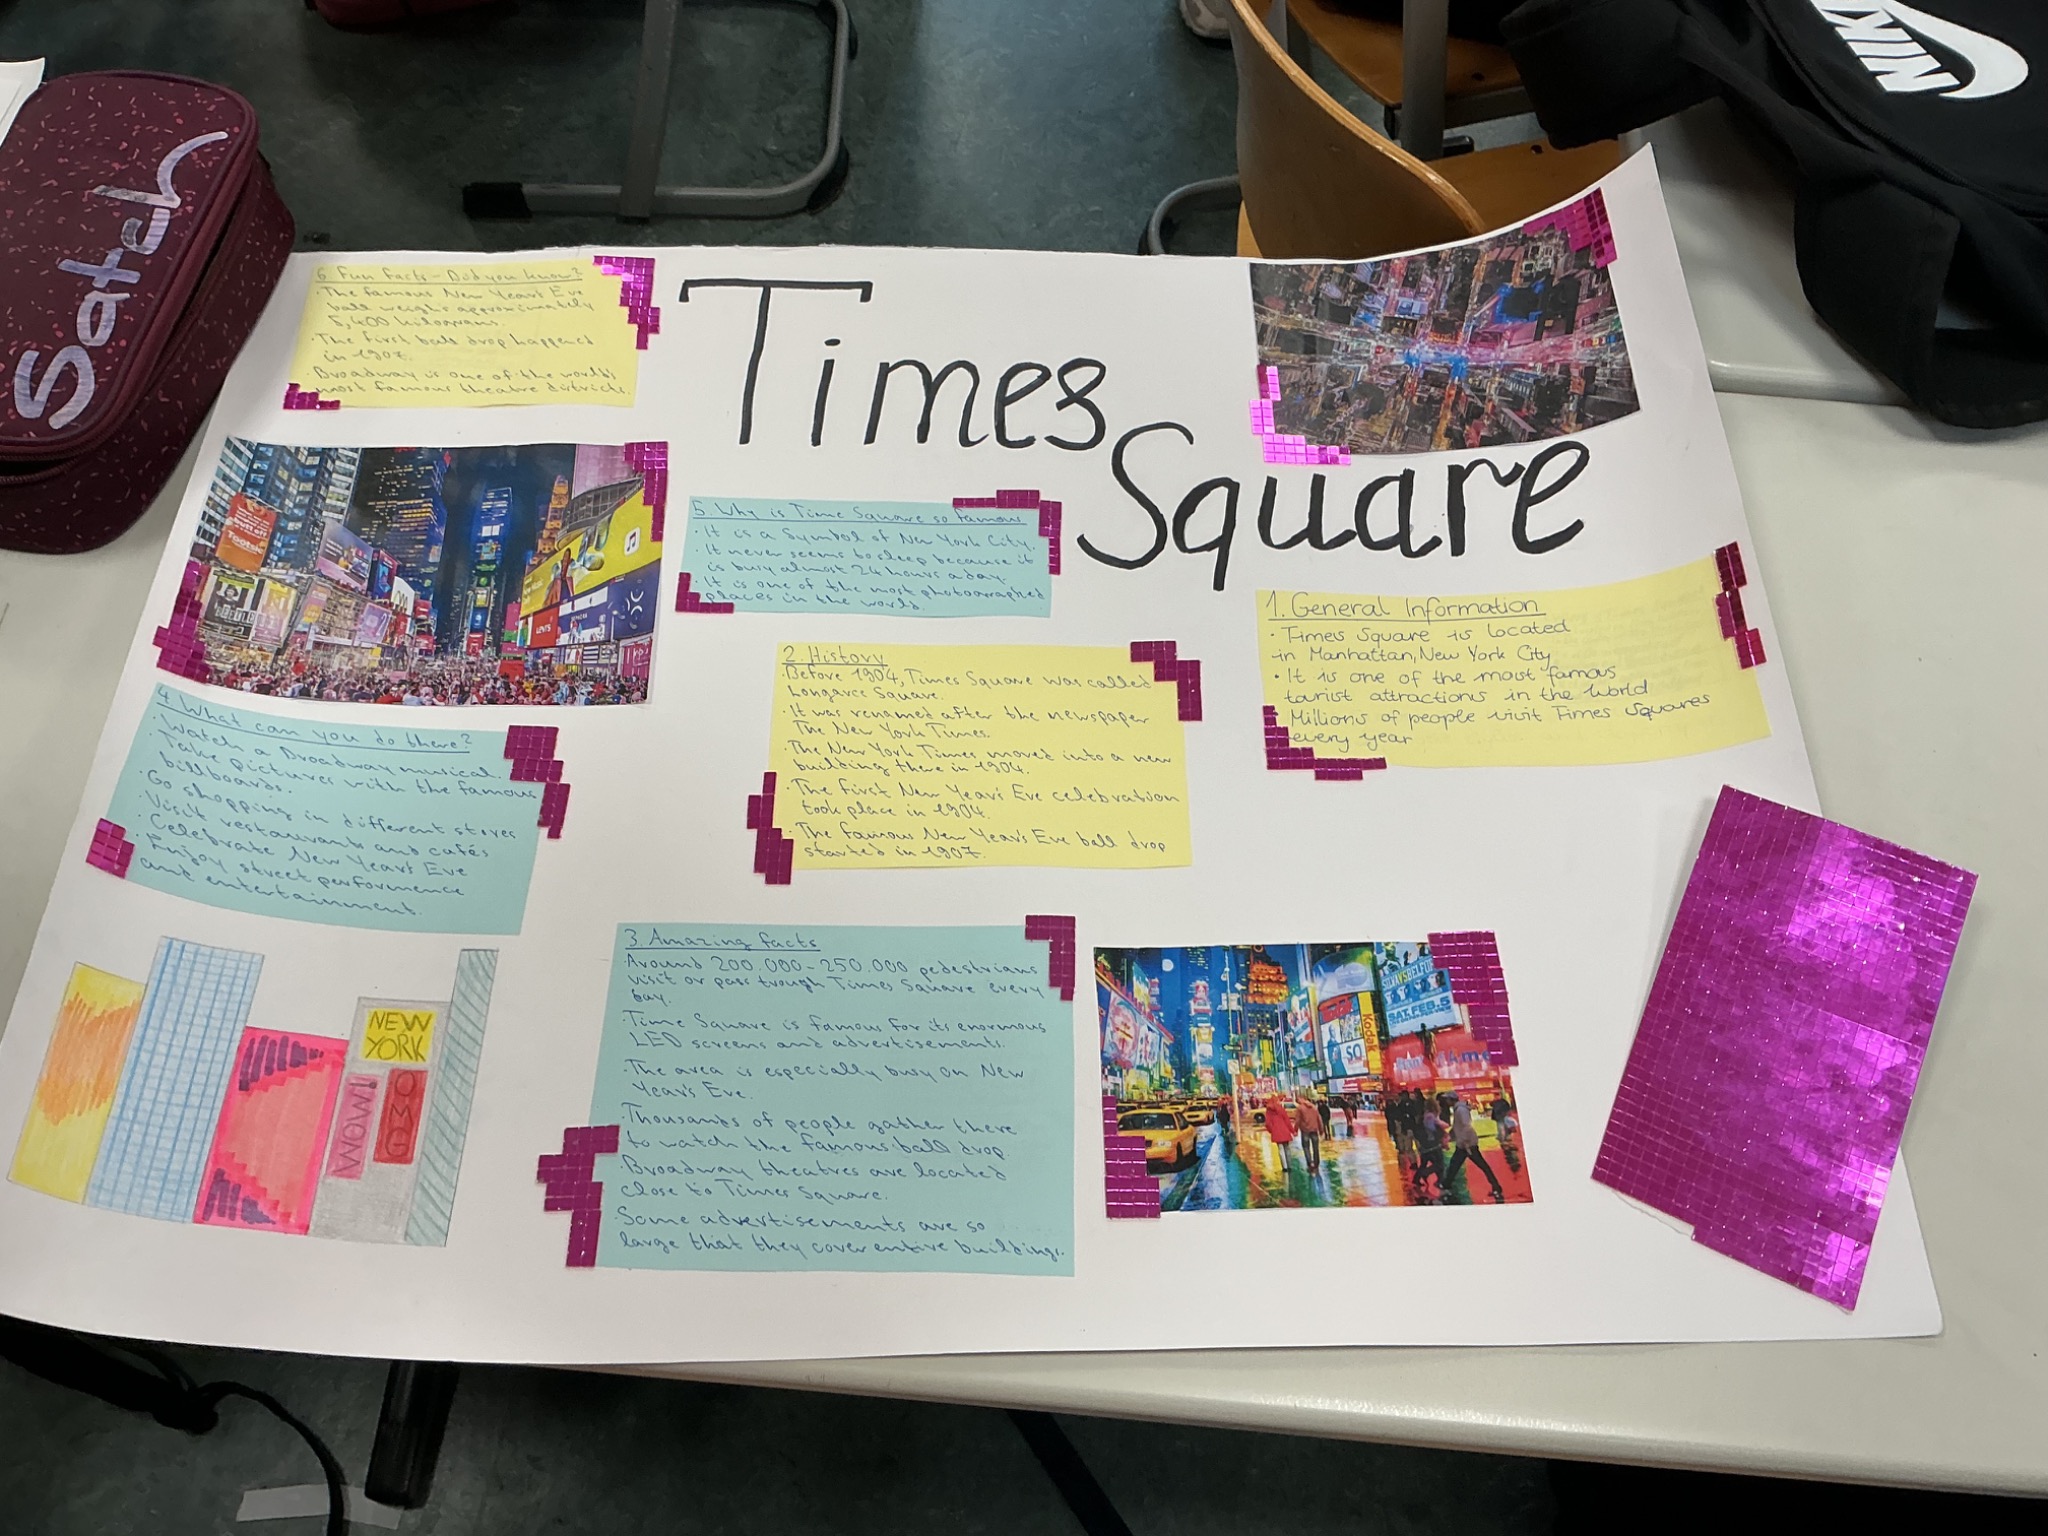 Satch
NIKE
Times
Square
6. Fun facts - Did you know?
· The famous New Year's Eve
ball weighs approximately
5,400 kilograms.
· The first ball drop happened
in 1907.
· Broadway is one of the world's
most famous theatre districts.
5. Why is Time Square so famous
· It is a Symbol of New York City.
· It never seems to sleep because it
is busy almost 24 hours a day.
· It is one of the most photographed
places in the world.
1. General Information
· Times Square is located
in Manhattan, New York City
· It is one of the most famous
tourist attractions in the World
· Millions of people visit Times Squares
every year
2. History
· Before 1904, Times Square was called
Longacre Square.
· It was renamed after the newspaper
The New York Times.
· The New York Times moved into a new
building there in 1904.
· The first New Year's Eve celebration
took place in 1904.
· The famous New Year's Eve ball drop
started in 1907.
4 What can you do there?
· Watch a Broadway musical.
· Take pictures with the famous
billboards.
· Go shopping in different stores
· Visit restaurants and cafés
· Celebrate New Year's Eve
· Enjoy street performence
and entertainment.
3. Amazing facts
Around 200.000-250.000 pedestrians
visit or pass trough Times Square every
day.
· Time Square is famous for its enormous
LED screens and advertisements.
· The area is especially busy on New
Year's Eve.
· Thousands of people gather there
to watch the famous ball drop.
· Broadway theatres are located
close to Times Square.
· Some advertisements are so
large that they cover entire buildings.
NEW
YORK
WOW!
OMG
Tootsie
LEVI'S
SEPHORA
SAT. FEB. 5
Kodak
50